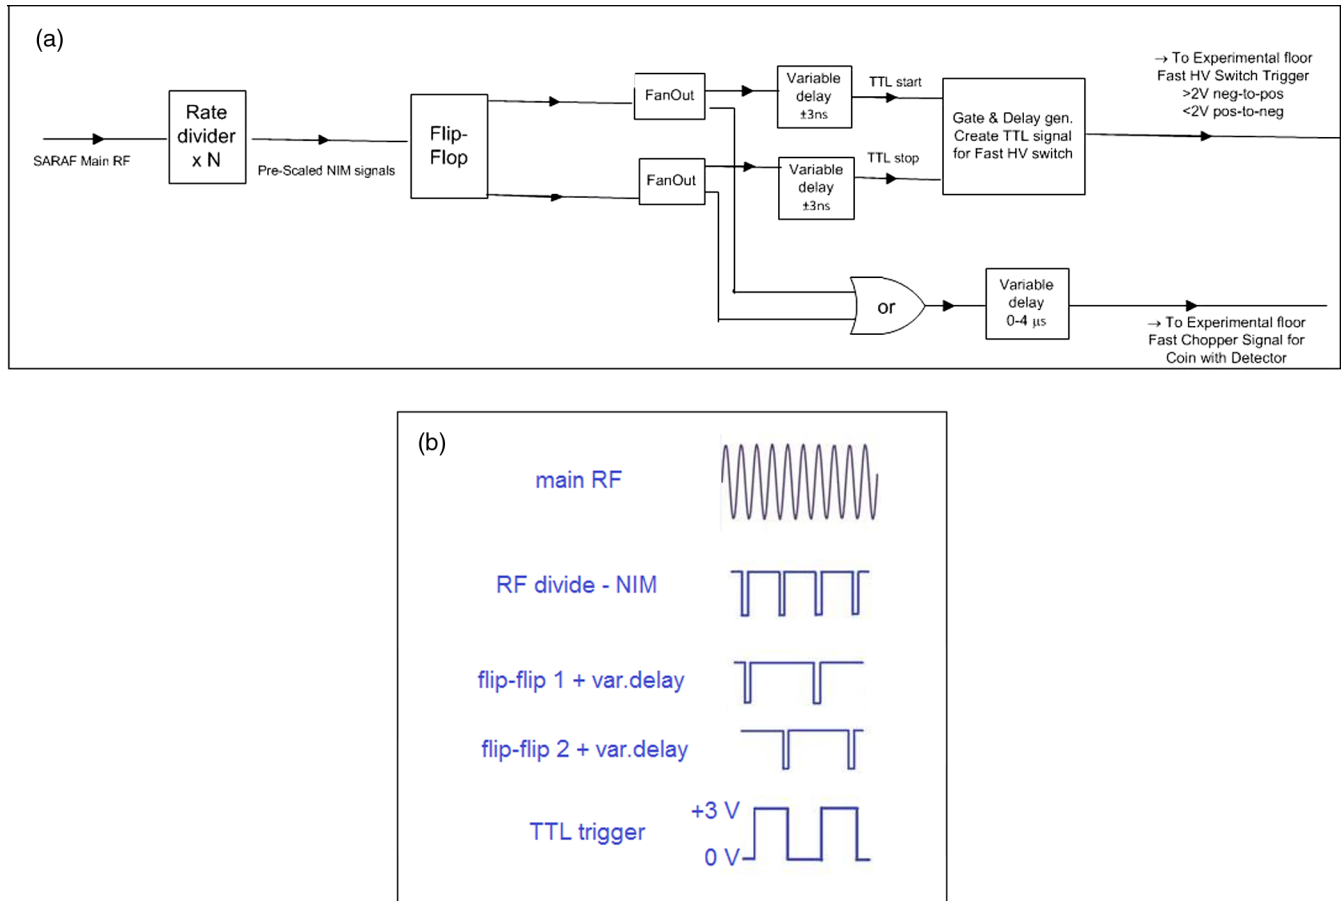 (a)
SARAF Main RF
Rate
divider
x N
Pre-Scaled NIM signals
Flip-
Flop
FanOut
FanOut
Variable
delay
±3ns
TTL start
Variable
delay
±3ns
TTL stop
Gate & Delay gen.
Create TTL signal
for Fast HV switch
→ To Experimental floor
Fast HV Switch Trigger
>2V neg-to-pos
<2V pos-to-neg
or
Variable
delay
0-4 μs
→ To Experimental floor
Fast Chopper Signal for
Coin with Detector
(b)
main RF
RF divide - NIM
flip-flip 1 + var.delay
flip-flip 2 + var.delay
TTL trigger
+3 V
0 V